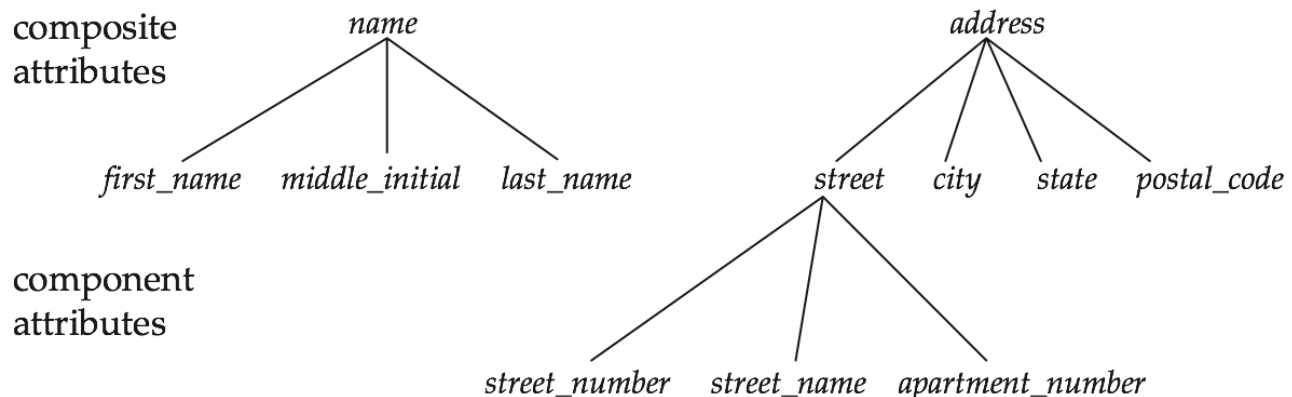 composite
attributes
name
address
first_name middle_initial last_name
street city state postal_code
component
attributes
street_number street_name apartment_number